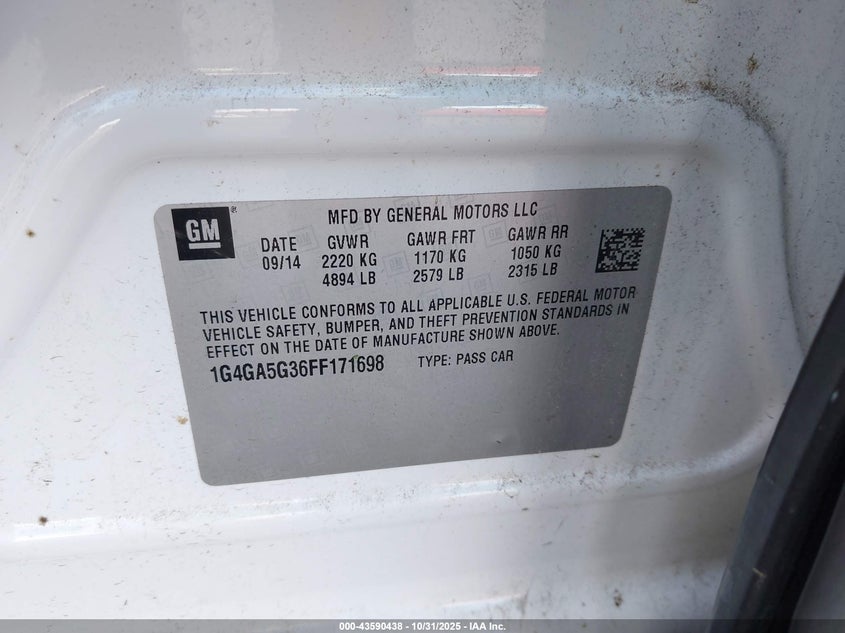 GM
MFD BY GENERAL MOTORS LLC
DATE GVWR GAWR FRT GAWR RR
09/14 2220 KG 1170 KG 1050 KG
4894 LB 2579 LB 2315 LB
THIS VEHICLE CONFORMS TO ALL APPLICABLE U.S. FEDERAL MOTOR
VEHICLE SAFETY, BUMPER, AND THEFT PREVENTION STANDARDS IN
EFFECT ON THE DATE OF MANUFACTURE SHOWN ABOVE.
1G4GA5G36FF171698 TYPE: PASS CAR
000-43590438 - 10/31/2025 - IAA Inc.